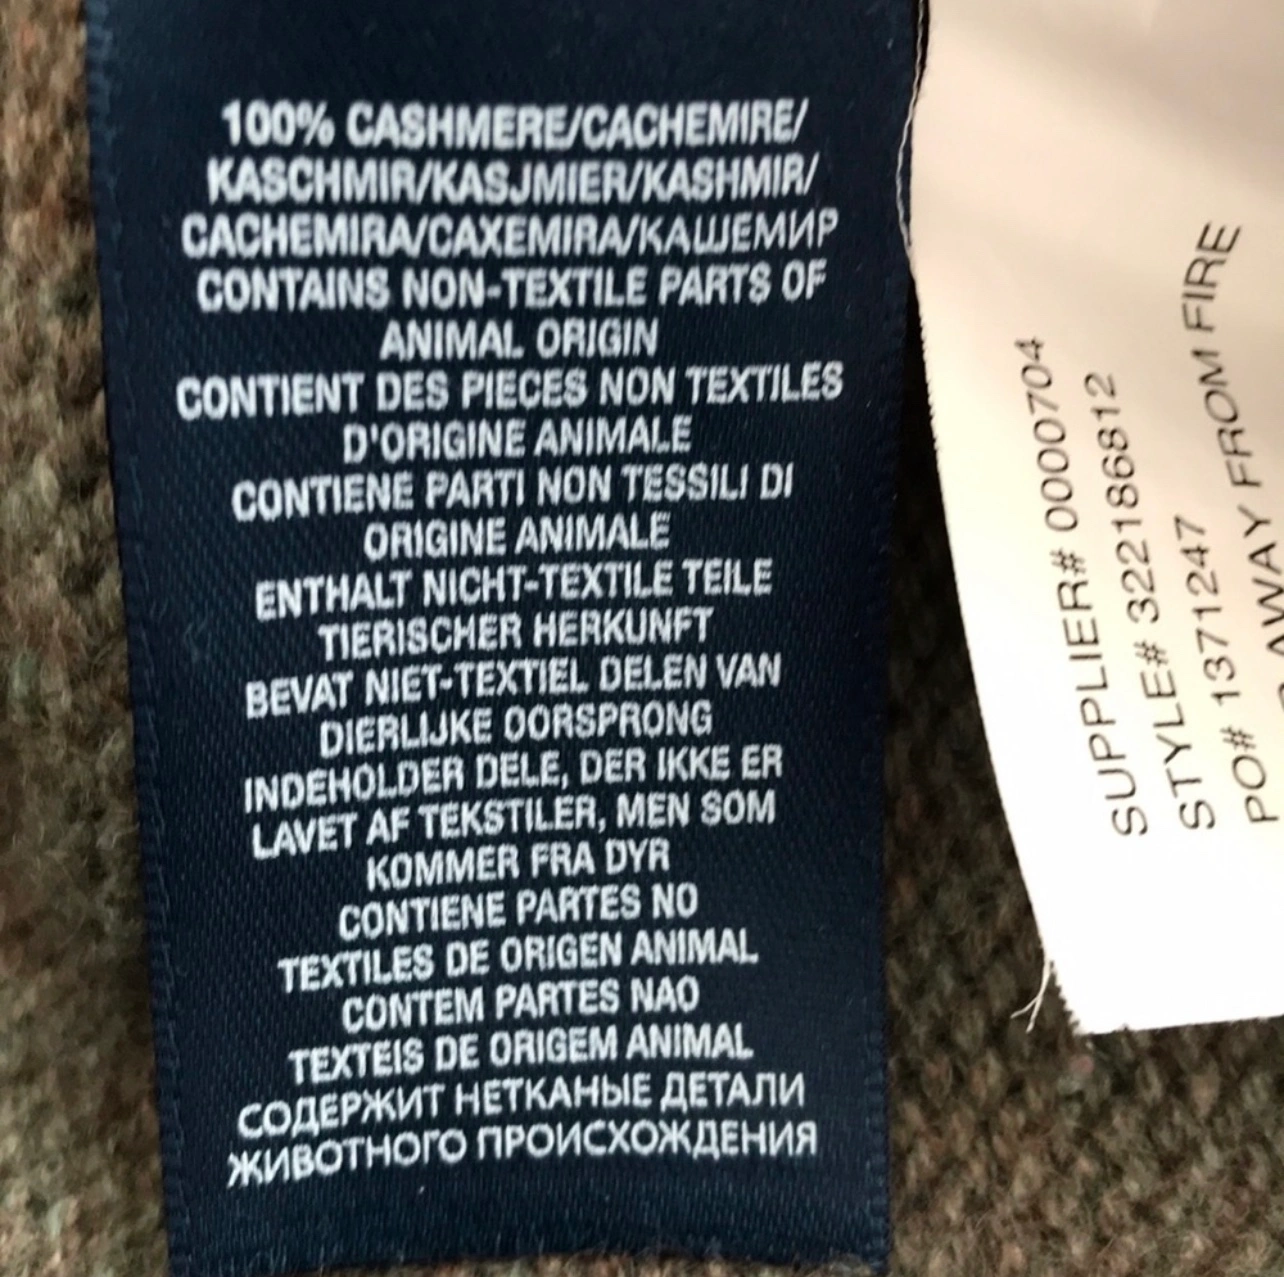 100% CASHMERE/CACHEMIRE/
KASCHMIR/KASJMIER/KASHMIR/
CACHEMIRA/CAXEMIRA/КАШЕМИР
CONTAINS NON-TEXTILE PARTS OF
ANIMAL ORIGIN
CONTIENT DES PIECES NON TEXTILES
D'ORIGINE ANIMALE
CONTIENE PARTI NON TESSILI DI
ORIGINE ANIMALE
ENTHALT NICHT-TEXTILE TEILE
TIERISCHER HERKUNFT
BEVAT NIET-TEXTIEL DELEN VAN
DIERLIJKE OORSPRONG
INDEHOLDER DELE, DER IKKE ER
LAVET AF TEKSTILER, MEN SOM
KOMMER FRA DYR
CONTIENE PARTES NO
TEXTILES DE ORIGEN ANIMAL
CONTEM PARTES NAO
TEXTEIS DE ORIGEM ANIMAL
СОДЕРЖИТ НЕТКАНЫЕ ДЕТАЛИ
ЖИВОТНОГО ПРОИСХОЖДЕНИЯ
SUPPLIER# 0000704
STYLE# 322186812
PO# 1371247
AWAY FROM FIRE